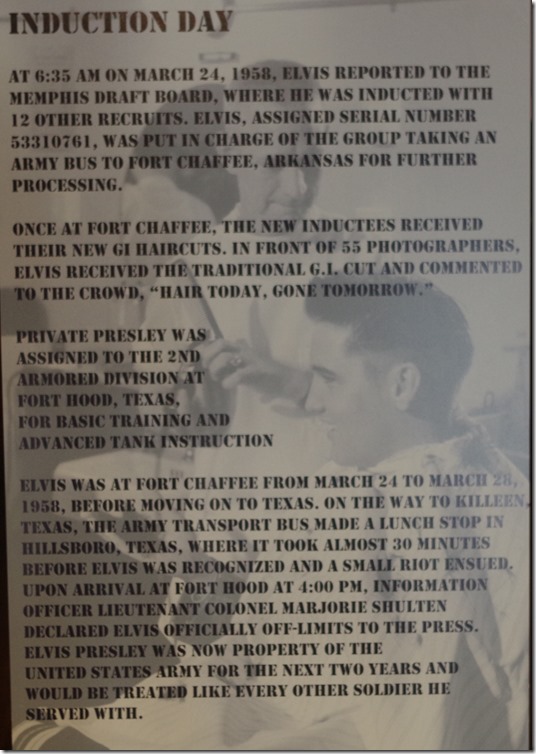 INDUCTION DAY
AT 6:35 AM ON MARCH 24, 1958, ELVIS REPORTED TO THE
MEMPHIS DRAFT BOARD, WHERE HE WAS INDUCTED WITH
12 OTHER RECRUITS. ELVIS, ASSIGNED SERIAL NUMBER
53310761, WAS PUT IN CHARGE OF THE GROUP TAKING AN
ARMY BUS TO FORT CHAFFEE, ARKANSAS FOR FURTHER
PROCESSING.
ONCE AT FORT CHAFFEE, THE NEW INDUCTEES RECEIVED
THEIR NEW GI HAIRCUTS. IN FRONT OF 55 PHOTOGRAPHERS,
ELVIS RECEIVED THE TRADITIONAL G.I. CUT AND COMMENTED
TO THE CROWD, “HAIR TODAY, GONE TOMORROW.”
PRIVATE PRESLEY WAS
ASSIGNED TO THE 2ND
ARMORED DIVISION AT
FORT HOOD, TEXAS,
FOR BASIC TRAINING AND
ADVANCED TANK INSTRUCTION
ELVIS WAS AT FORT CHAFFEE FROM MARCH 24 TO MARCH 28,
1958, BEFORE MOVING ON TO TEXAS. ON THE WAY TO KILLEEN,
TEXAS, THE ARMY TRANSPORT BUS MADE A LUNCH STOP IN
HILLSBORO, TEXAS, WHERE IT TOOK ALMOST 30 MINUTES
BEFORE ELVIS WAS RECOGNIZED AND A SMALL RIOT ENSUED.
UPON ARRIVAL AT FORT HOOD AT 4:00 PM, INFORMATION
OFFICER LIEUTENANT COLONEL MARJORIE SHULTEN
DECLARED ELVIS OFFICIALLY OFF-LIMITS TO THE PRESS.
ELVIS PRESLEY WAS NOW PROPERTY OF THE
UNITED STATES ARMY FOR THE NEXT TWO YEARS AND
WOULD BE TREATED LIKE EVERY OTHER SOLDIER HE
SERVED WITH.